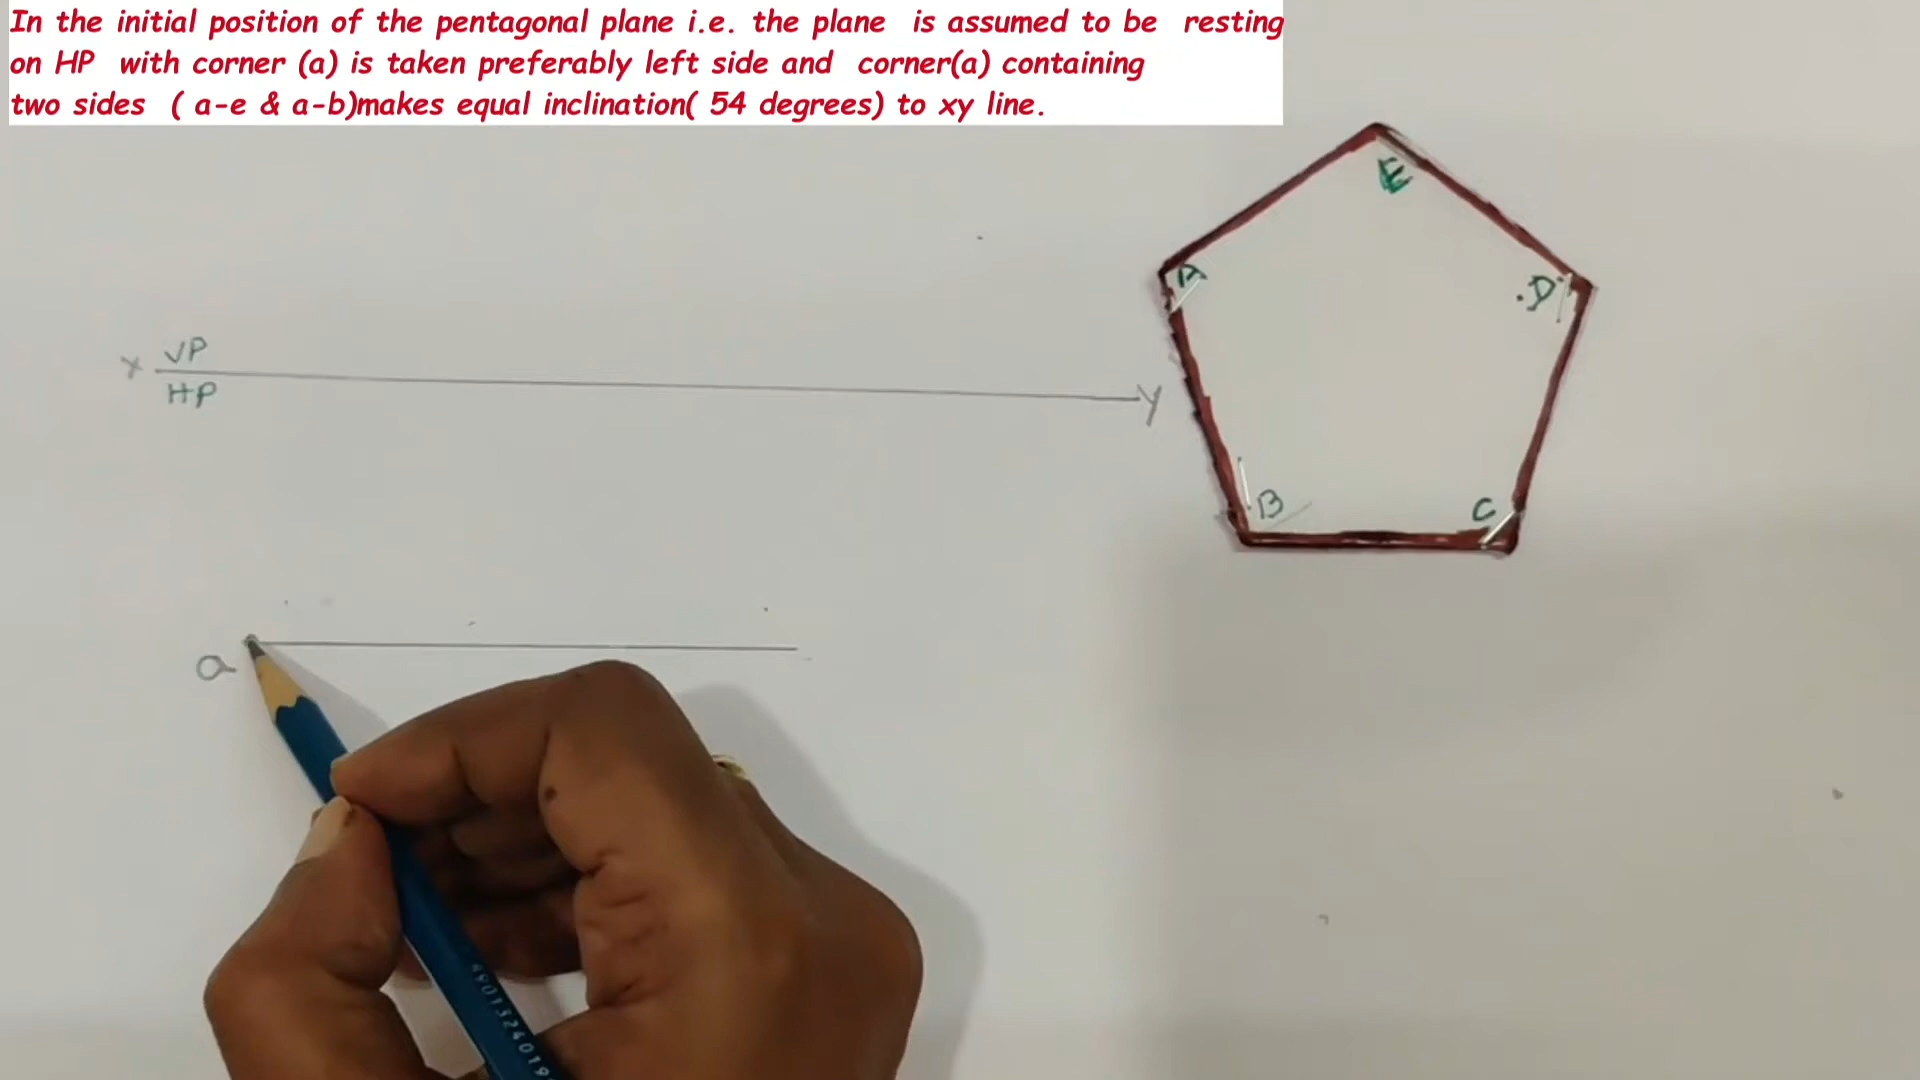 In the initial position of the pentagonal plane i.e. the plane is assumed to be resting
on HP with corner (a) is taken preferably left side and corner(a) containing
two sides ( a-e & a-b)makes equal inclination( 54 degrees) to xy line.
E
A
D
x VP
HP
y
B
C
a
8901324019